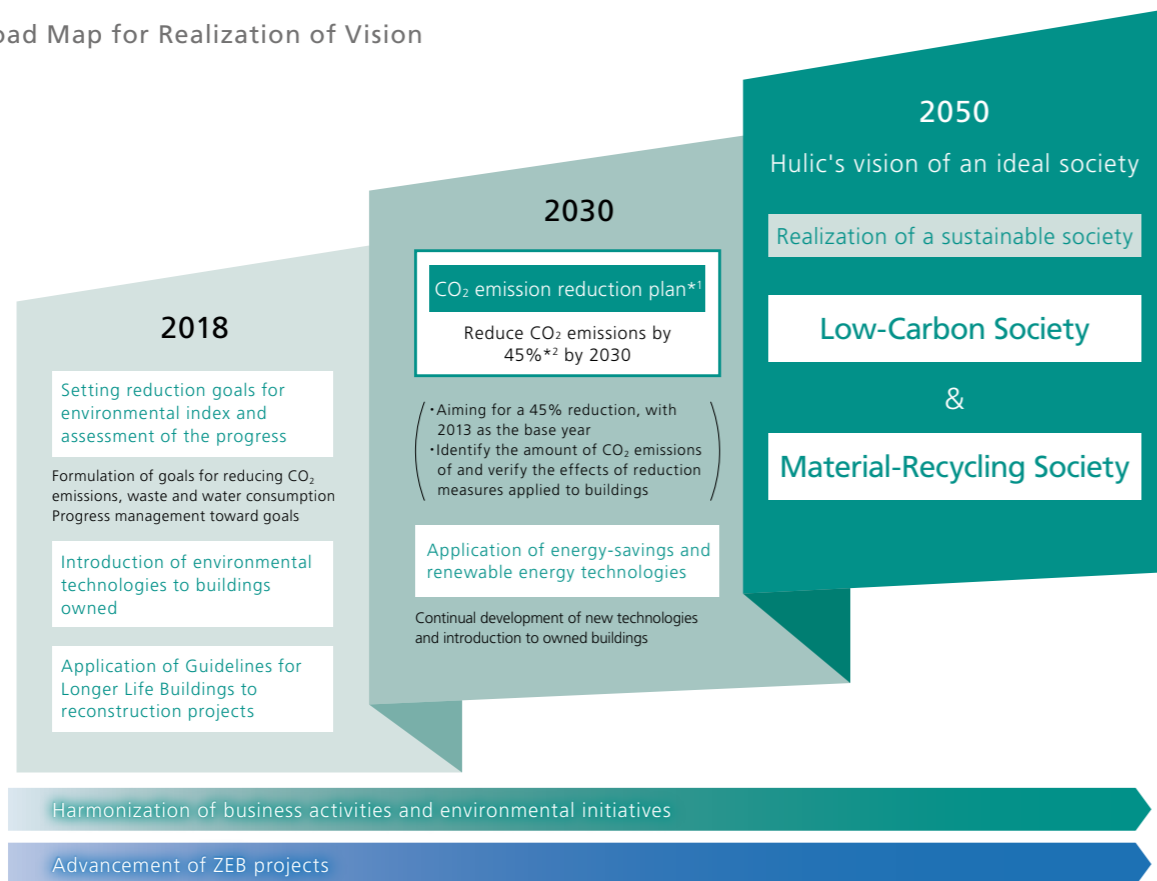 oad Map for Realization of Vision
2018
Setting reduction goals for
environmental index and
assessment of the progress
Formulation of goals for reducing CO₂
emissions, waste and water consumption
Progress management toward goals
Introduction of environmental
technologies to buildings
owned
Application of Guidelines for
Longer Life Buildings to
reconstruction projects
2030
CO₂ emission reduction plan*¹
Reduce CO₂ emissions by
45%*² by 2030
・Aiming for a 45% reduction, with
2013 as the base year
・Identify the amount of CO₂ emissions
of and verify the effects of reduction
measures applied to buildings
Application of energy-savings and
renewable energy technologies
Continual development of new technologies
and introduction to owned buildings
2050
Hulic's vision of an ideal society
Realization of a sustainable society
Low-Carbon Society
&
Material-Recycling Society
Harmonization of business activities and environmental initiatives
Advancement of ZEB projects